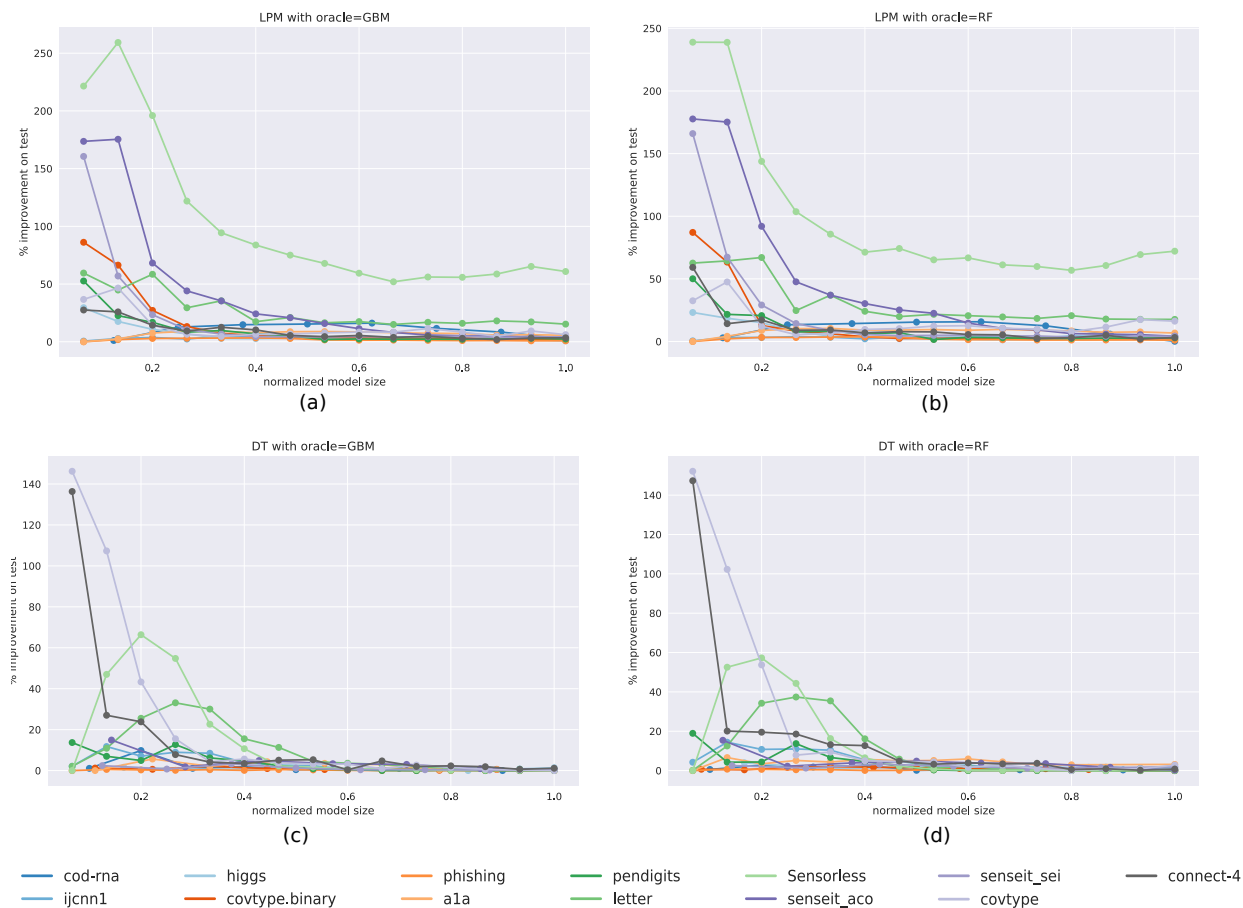 LPM with oracle=GBM
250
200
150
100
50
0
% improvement on test
0.2 0.4 0.6 0.8 1.0
normalized model size
(a)
LPM with oracle=RF
250
200
150
100
50
0
% improvement on test
0.2 0.4 0.6 0.8 1.0
normalized model size
(b)
DT with oracle=GBM
140
120
100
80
60
40
20
0
% improvement on test
0.2 0.4 0.6 0.8 1.0
normalized model size
(c)
DT with oracle=RF
140
120
100
80
60
40
20
0
% improvement on test
0.2 0.4 0.6 0.8 1.0
normalized model size
(d)
cod-rna higgs phishing pendigits Sensorless senseit_sei connect-4
ijcnn1 covtype.binary a1a letter senseit_aco covtype